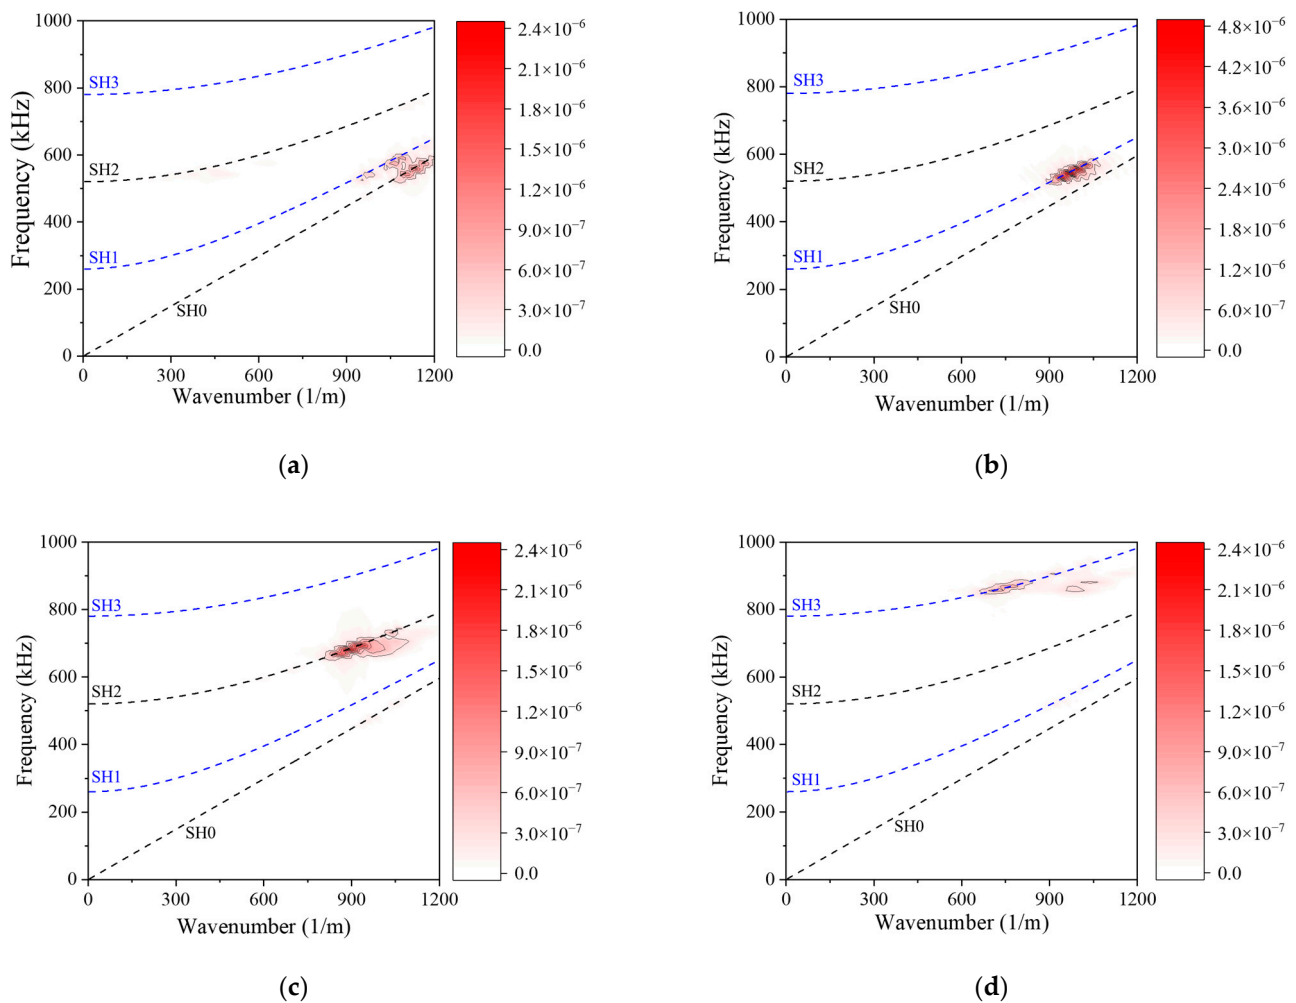 1000
800
600
400
200
0
Frequency (kHz)
SH3
SH2
SH1
SH0
0 300 600 900 1200
Wavenumber (1/m)
2.4×10⁻⁶
2.1×10⁻⁶
1.8×10⁻⁶
1.5×10⁻⁶
1.2×10⁻⁶
9.0×10⁻⁷
6.0×10⁻⁷
3.0×10⁻⁷
0.0
(a)
1000
800
600
400
200
0
Frequency (kHz)
SH3
SH2
SH1
SH0
0 300 600 900 1200
Wavenumber (1/m)
4.8×10⁻⁶
4.2×10⁻⁶
3.6×10⁻⁶
3.0×10⁻⁶
2.4×10⁻⁶
1.8×10⁻⁶
1.2×10⁻⁶
6.0×10⁻⁷
0.0
(b)
1000
800
600
400
200
0
Frequency (kHz)
SH3
SH2
SH1
SH0
0 300 600 900 1200
Wavenumber (1/m)
2.4×10⁻⁶
2.1×10⁻⁶
1.8×10⁻⁶
1.5×10⁻⁶
1.2×10⁻⁶
9.0×10⁻⁷
6.0×10⁻⁷
3.0×10⁻⁷
0.0
(c)
1000
800
600
400
200
0
Frequency (kHz)
SH3
SH2
SH1
SH0
0 300 600 900 1200
Wavenumber (1/m)
2.4×10⁻⁶
2.1×10⁻⁶
1.8×10⁻⁶
1.5×10⁻⁶
1.2×10⁻⁶
9.0×10⁻⁷
6.0×10⁻⁷
3.0×10⁻⁷
0.0
(d)